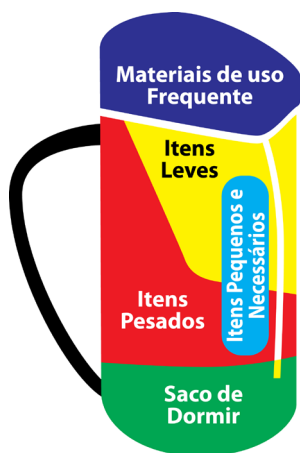 Materiais de uso
Frequente
Itens
Leves
Itens Pequenos e
Necessários
Itens
Pesados
Saco de
Dormir